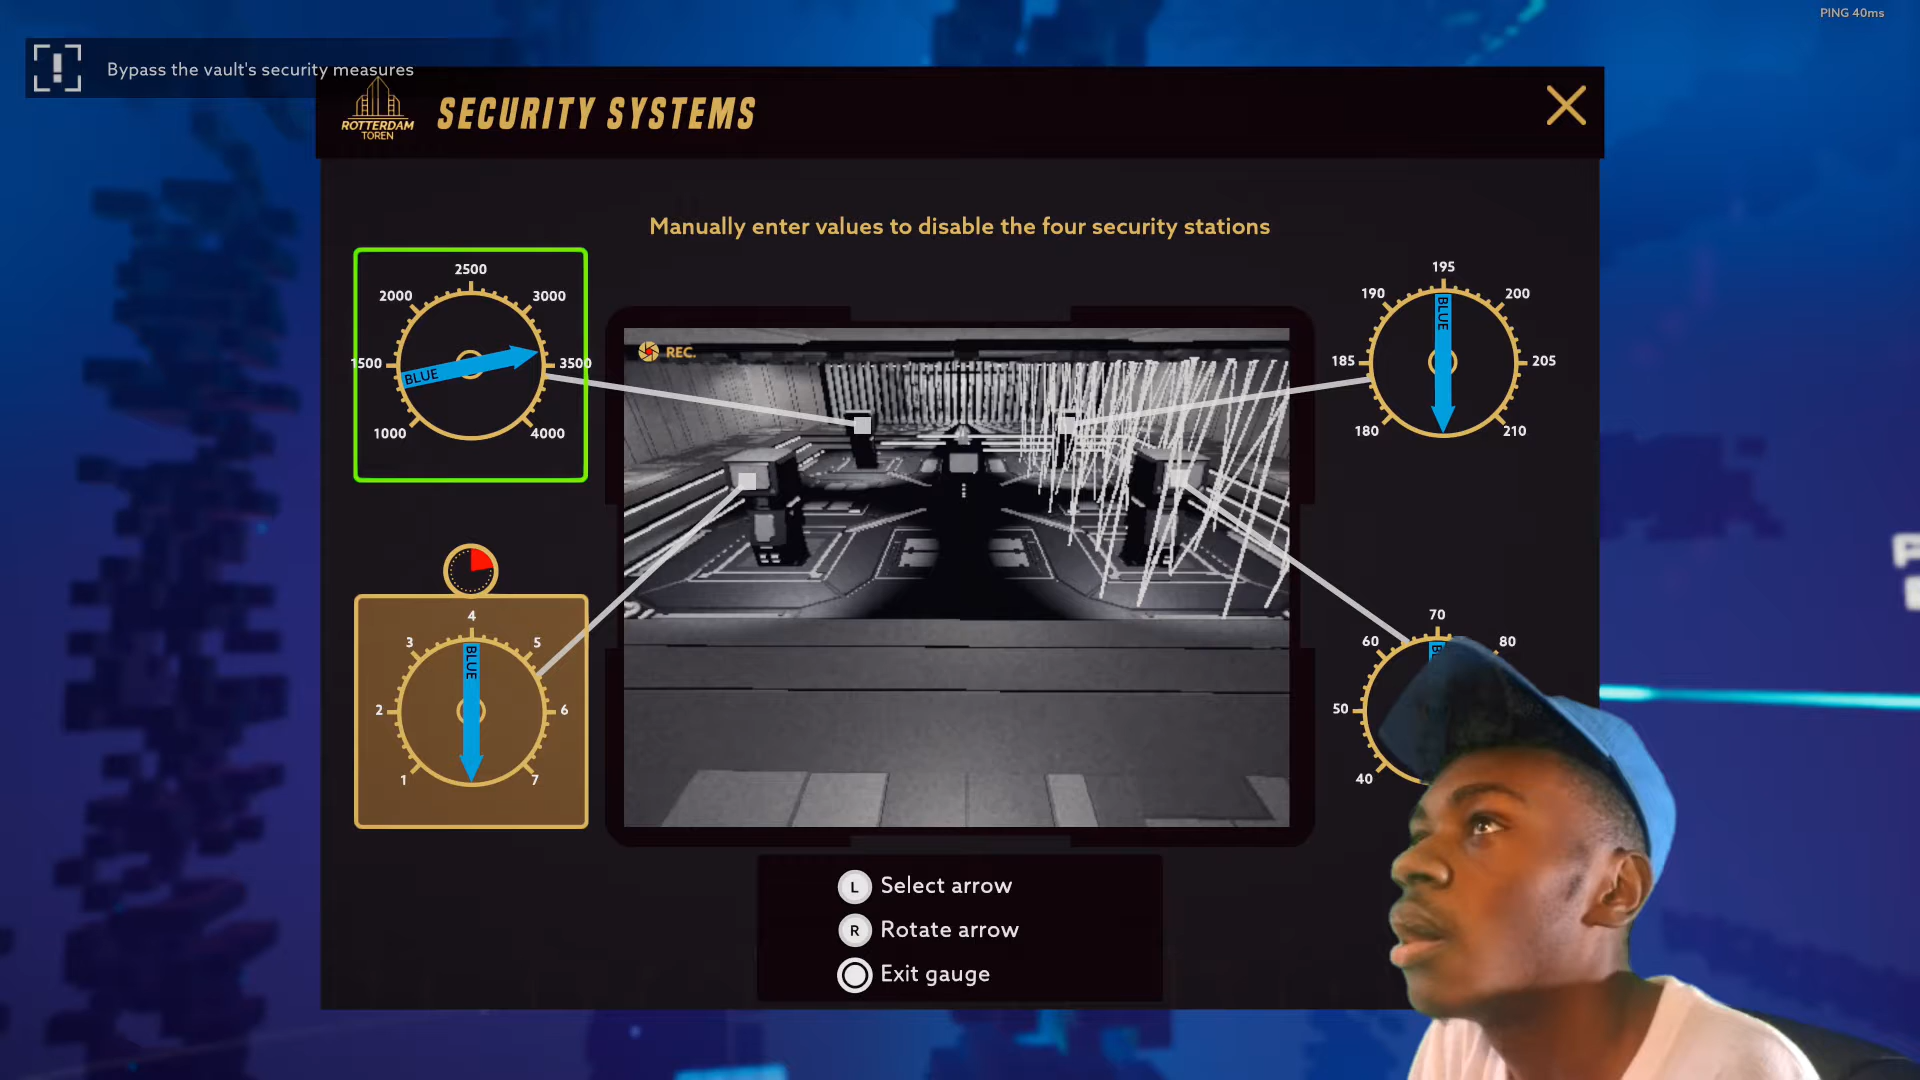 PING 40ms
Bypass the vault's security measures
ROTTERDAM
TOREN
SECURITY SYSTEMS
Manually enter values to disable the four security stations
2500
2000
3000
1500
3500
BLUE
1000
4000
195
190
200
BLUE
185
205
180
210
REC.
4
3
5
BLUE
2
6
1
7
70
60
80
50
40
L
Select arrow
R
Rotate arrow
Exit gauge